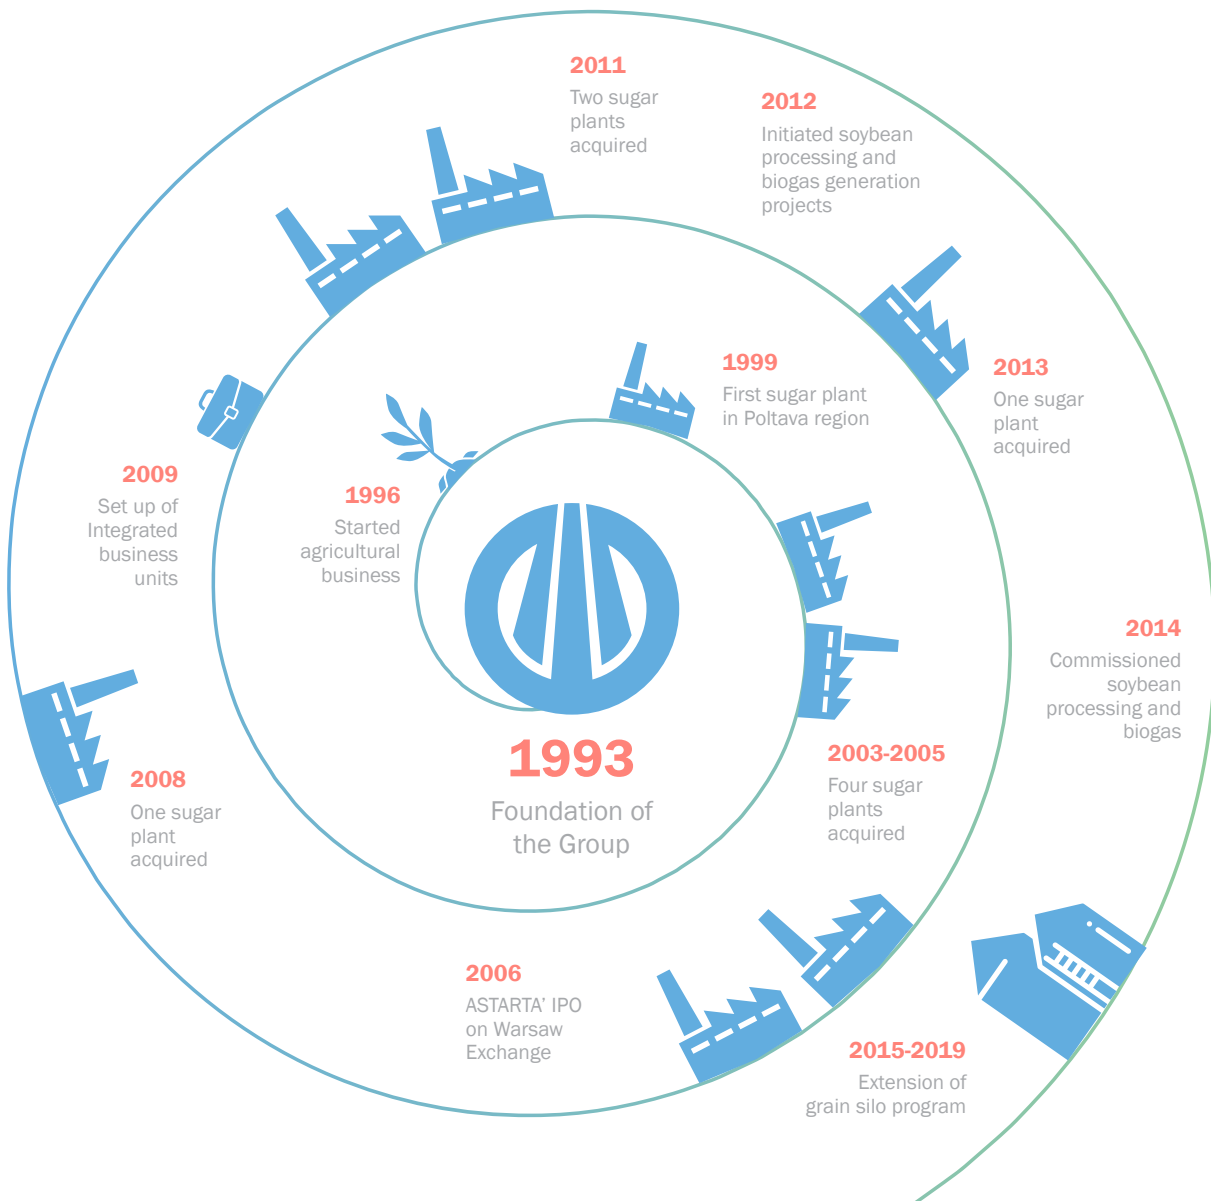 1993
Foundation of
the Group
1996
Started
agricultural
business
1999
First sugar plant
in Poltava region
2003-2005
Four sugar
plants
acquired
2006
ASTARTA' IPO
on Warsaw
Exchange
2008
One sugar
plant
acquired
2009
Set up of
Integrated
business
units
2011
Two sugar
plants
acquired
2012
Initiated soybean
processing and
biogas generation
projects
2013
One sugar
plant
acquired
2014
Commissioned
soybean
processing and
biogas
2015-2019
Extension of
grain silo program